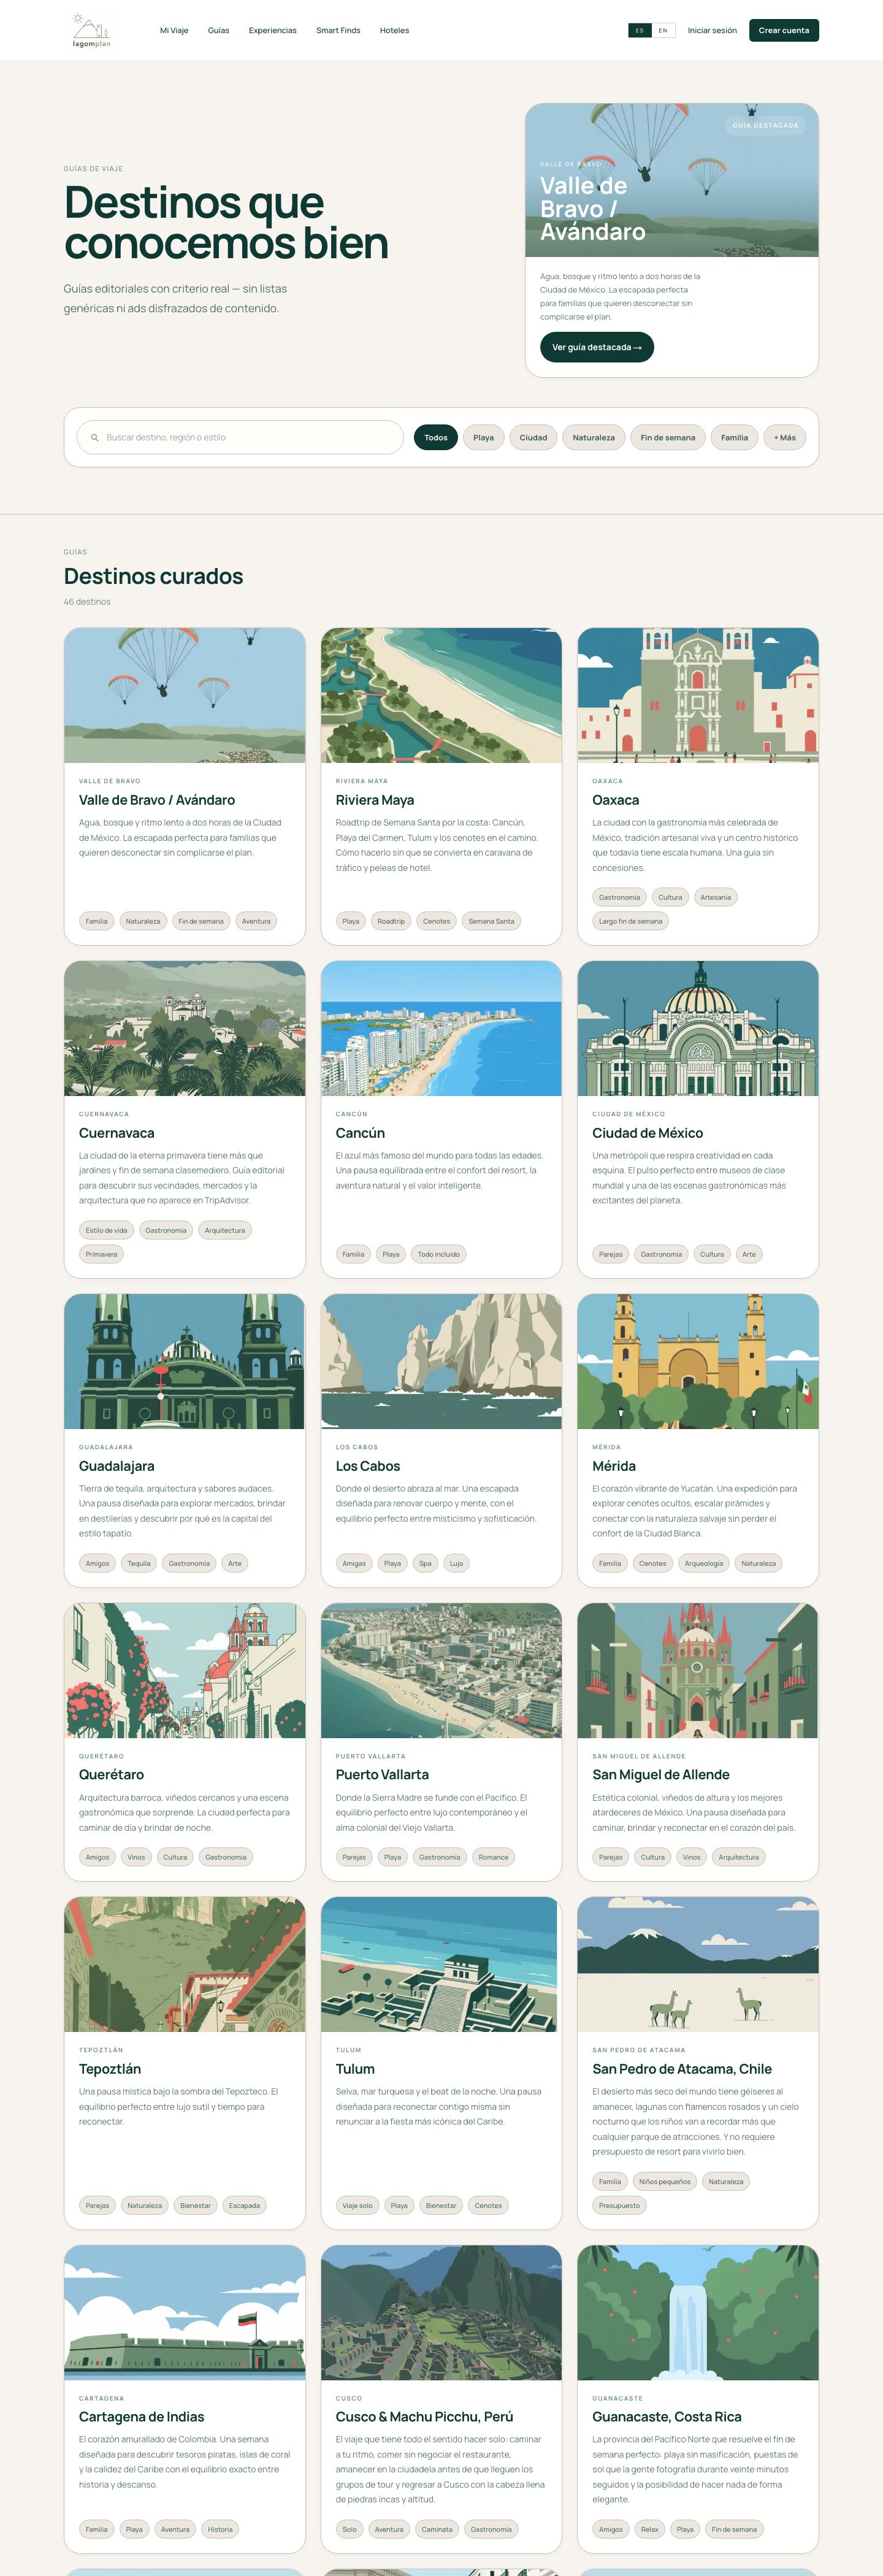 lagomplan
Mi Viaje
Guías
Experiencias
Smart Finds
Hoteles
ES
EN
Iniciar sesión
Crear cuenta
GUÍAS DE VIAJE
Destinos que
conocemos bien
Guías editoriales con criterio real — sin listas
genéricas ni ads disfrazados de contenido.
GUÍA DESTACADA
VALLE DE BRAVO
Valle de
Bravo /
Avándaro
Agua, bosque y ritmo lento a dos horas de la
Ciudad de México. La escapada perfecta
para familias que quieren desconectar sin
complicarse el plan.
Ver guía destacada →
Buscar destino, región o estilo
Todos
Playa
Ciudad
Naturaleza
Fin de semana
Familia
+ Más
GUÍAS
Destinos curados
46 destinos
VALLE DE BRAVO
Valle de Bravo / Avándaro
Agua, bosque y ritmo lento a dos horas de la Ciudad
de México. La escapada perfecta para familias que
quieren desconectar sin complicarse el plan.
Familia
Naturaleza
Fin de semana
Aventura
RIVIERA MAYA
Riviera Maya
Roadtrip de Semana Santa por la costa: Cancún,
Playa del Carmen, Tulum y los cenotes en el camino.
Cómo hacerlo sin que se convierta en caravana de
tráfico y peleas de hotel.
Playa
Roadtrip
Cenotes
Semana Santa
OAXACA
Oaxaca
La ciudad con la gastronomía más celebrada de
México, tradición artesanal viva y un centro histórico
que todavía tiene escala humana. Una guía sin
concesiones.
Gastronomía
Cultura
Artesanía
Largo fin de semana
CUERNAVACA
Cuernavaca
La ciudad de la eterna primavera tiene más que
jardines y fin de semana clasemediero. Guía editorial
para descubrir sus vecindades, mercados y la
arquitectura que no aparece en TripAdvisor.
Estilo de vida
Gastronomía
Arquitectura
Primavera
CANCÚN
Cancún
El azul más famoso del mundo para todas las edades.
Una pausa equilibrada entre el confort del resort, la
aventura natural y el valor inteligente.
Familia
Playa
Todo incluido
CIUDAD DE MÉXICO
Ciudad de México
Una metrópoli que respira creatividad en cada
esquina. El pulso perfecto entre museos de clase
mundial y una de las escenas gastronómicas más
excitantes del planeta.
Parejas
Gastronomía
Cultura
Arte
GUADALAJARA
Guadalajara
Tierra de tequila, arquitectura y sabores audaces.
Una pausa diseñada para explorar mercados, brindar
en destilerías y descubrir por qué es la capital del
estilo tapatío.
Amigos
Tequila
Gastronomía
Arte
LOS CABOS
Los Cabos
Donde el desierto abraza al mar. Una escapada
diseñada para renovar cuerpo y mente, con el
equilibrio perfecto entre misticismo y sofisticación.
Amigas
Playa
Spa
Lujo
MÉRIDA
Mérida
El corazón vibrante de Yucatán. Una expedición para
explorar cenotes ocultos, escalar pirámides y
conectar con la naturaleza salvaje sin perder el
confort de la Ciudad Blanca.
Familia
Cenotes
Arqueología
Naturaleza
QUERÉTARO
Querétaro
Arquitectura barroca, viñedos cercanos y una escena
gastronómica que sorprende. La ciudad perfecta para
caminar de día y brindar de noche.
Amigos
Vinos
Cultura
Gastronomía
PUERTO VALLARTA
Puerto Vallarta
Donde la Sierra Madre se funde con el Pacífico. El
equilibrio perfecto entre lujo contemporáneo y el
alma colonial del Viejo Vallarta.
Parejas
Playa
Gastronomía
Romance
SAN MIGUEL DE ALLENDE
San Miguel de Allende
Estética colonial, viñedos de altura y los mejores
atardeceres de México. Una pausa diseñada para
caminar, brindar y reconectar en el corazón del país.
Parejas
Cultura
Vinos
Arquitectura
TEPOZTLÁN
Tepoztlán
Una pausa mística bajo la sombra del Tepozteco. El
equilibrio perfecto entre lujo sutil y tiempo para
reconectar.
Parejas
Naturaleza
Bienestar
Escapada
TULUM
Tulum
Selva, mar turquesa y el beat de la noche. Una pausa
diseñada para reconectar contigo misma sin
renunciar a la fiesta más icónica del Caribe.
Viaje solo
Playa
Bienestar
Cenotes
SAN PEDRO DE ATACAMA
San Pedro de Atacama, Chile
El desierto más seco del mundo tiene géiseres al
amanecer, lagunas con flamencos rosados y un cielo
nocturno que los niños van a recordar más que
cualquier parque de atracciones. Y no requiere
presupuesto de resort para vivirlo bien.
Familia
Niños pequeños
Naturaleza
Presupuesto
CARTAGENA
Cartagena de Indias
El corazón amurallado de Colombia. Una semana
diseñada para descubrir tesoros piratas, islas de coral
y la calidez del Caribe con el equilibrio exacto entre
historia y descanso.
Familia
Playa
Aventura
Historia
CUSCO
Cusco & Machu Picchu, Perú
El viaje que tiene todo el sentido hacer solo: caminar
a tu ritmo, comer sin negociar el restaurante,
amanecer en la ciudadela antes de que lleguen los
grupos de tour y regresar a Cusco con la cabeza llena
de piedras incas y altitud.
Solo
Aventura
Caminata
Gastronomía
GUANACASTE
Guanacaste, Costa Rica
La provincia del Pacífico Norte que resuelve el fin de
semana perfecto: playa sin masificación, puestas de
sol que la gente fotografía durante veinte minutos
seguidos y la posibilidad de hacer nada de forma
elegante.
Amigos
Relax
Playa
Fin de semana